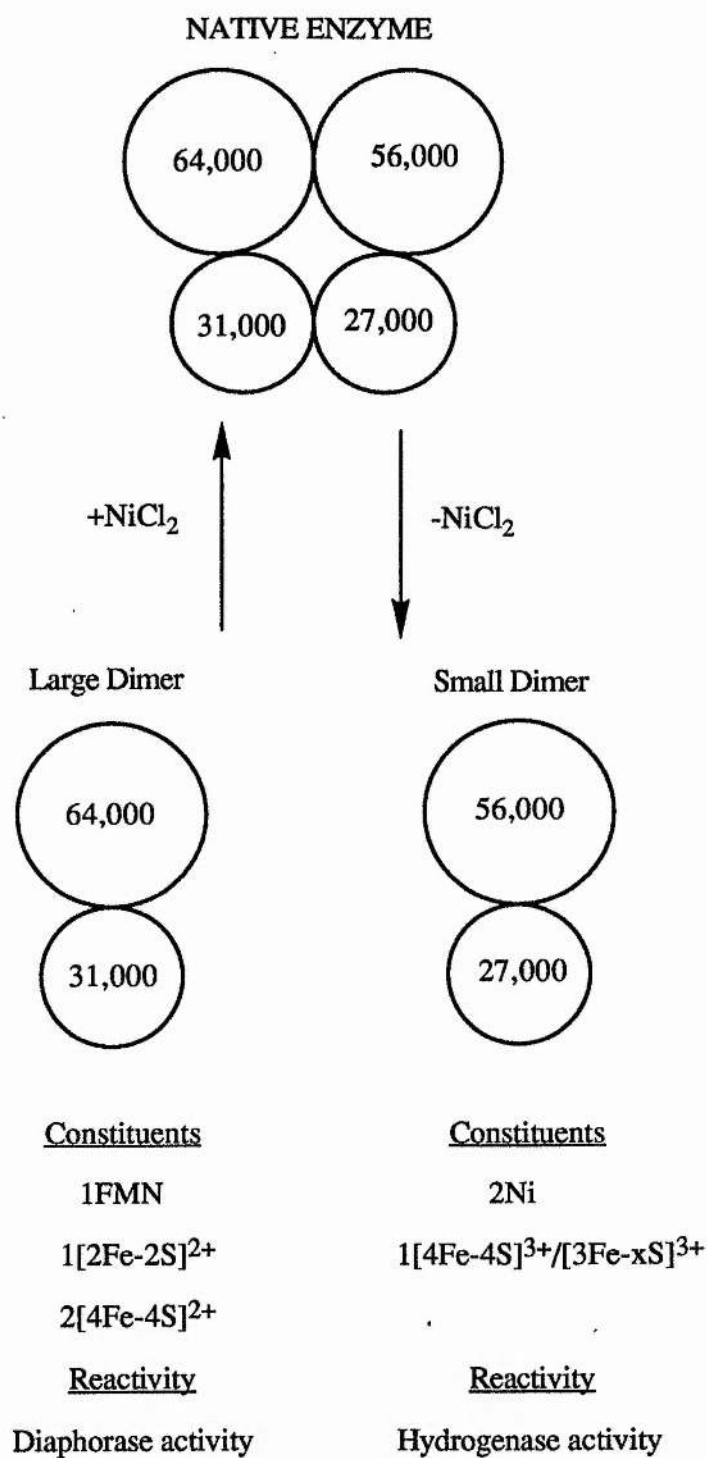 NATIVE ENZYME
64,000 56,000
31,000 27,000
+NiCl₂ -NiCl₂
Large Dimer Small Dimer
64,000 56,000
31,000 27,000
Constituents Constituents
1FMN 2Ni
1[2Fe-2S]²⁺ 1[4Fe-4S]³⁺/[3Fe-xS]³⁺
2[4Fe-4S]²⁺
Reactivity Reactivity
Diaphorase activity Hydrogenase activity